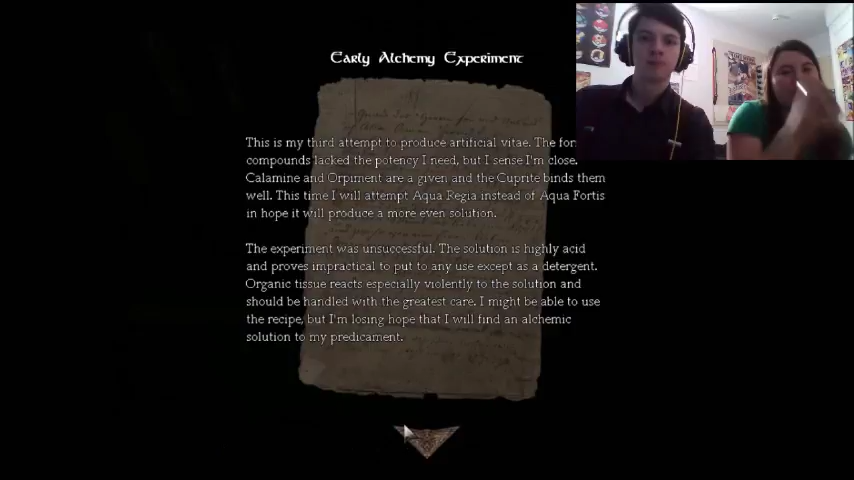 Early Alchemy Experiment
This is my third attempt to produce artificial vitae. The
compounds lacked the potency I need, but I sense I'm close.
Calamine and Orpiment are a given and the Cuprite binds them
well. This time I will attempt Aqua Regia instead of Aqua Fortis
in hope it will produce a more even solution.
The experiment was unsuccessful. The solution is highly acid
and proves impractical to put to any use except as a detergent.
Organic tissue reacts especially violently to the solution and
should be handled with the greatest care. I might be able to use
the recipe, but I'm losing hope that I will find an alchemic
solution to my predicament.